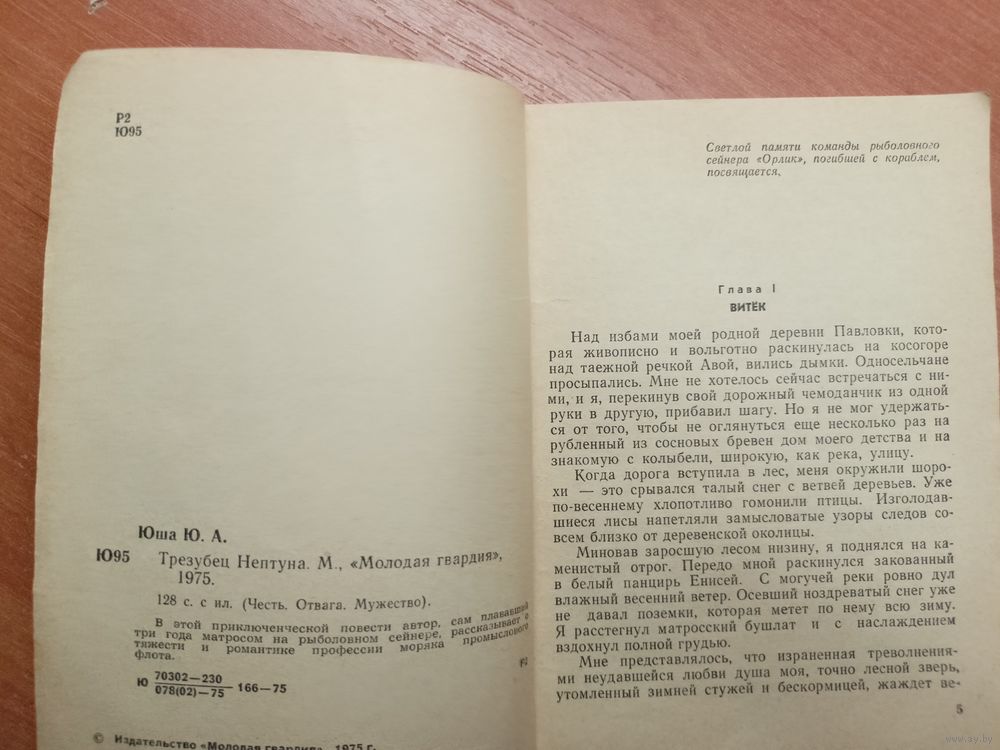 Р2
Ю95
Юша Ю. А.
Ю95 Трезубец Нептуна. М., «Молодая гвардия»,
1975.
128 с. с ил. (Честь. Отвага. Мужество).
В этой приключенческой повести автор, сам плававший
три года матросом на рыболовном сейнере, рассказывает о
тяжести и романтике профессии моряка промыслового
флота.
Р2
Ю 70302—230
078(02)—75 166—75
© Издательство «Молодая гвардия», 1975 г.
Светлой памяти команды рыболовного
сейнера «Орлик», погибшей с кораблем,
посвящается.
Глава I
ВИТЁК
Над избами моей родной деревни Павловки, кото-
рая живописно и вольготно раскинулась на косогоре
над таежной речкой Авой, вились дымки. Односельчане
просыпались. Мне не хотелось сейчас встречаться с ни-
ми, и я, перекинув свой дорожный чемоданчик из одной
руки в другую, прибавил шагу. Но я не мог удержать-
ся от того, чтобы не оглянуться еще несколько раз на
рубленный из сосновых бревен дом моего детства и на
знакомую с колыбели, широкую, как река, улицу.
Когда дорога вступила в лес, меня окружили шоро-
хи — это срывался талый снег с ветвей деревьев. Уже
по-весеннему хлопотливо гомонили птицы. Изголодав-
шиеся лисы напетляли замысловатые узоры следов со-
всем близко от деревенской околицы.
Миновав заросшую лесом низину, я поднялся на ка-
менистый отрог. Передо мной раскинулся закованный
в белый панцирь Енисей. С могучей реки ровно дул
влажный весенний ветер. Осевший ноздреватый снег уже
не давал поземки, которая метет по нему всю зиму.
Я расстегнул матросский бушлат и с наслаждением
вздохнул полной грудью.
Мне представлялось, что израненная треволнения-
ми неудавшейся любви душа моя, точно лесной зверь,
утомленный зимней стужей и бескормицей, жаждет ве-
5
www.ay.by